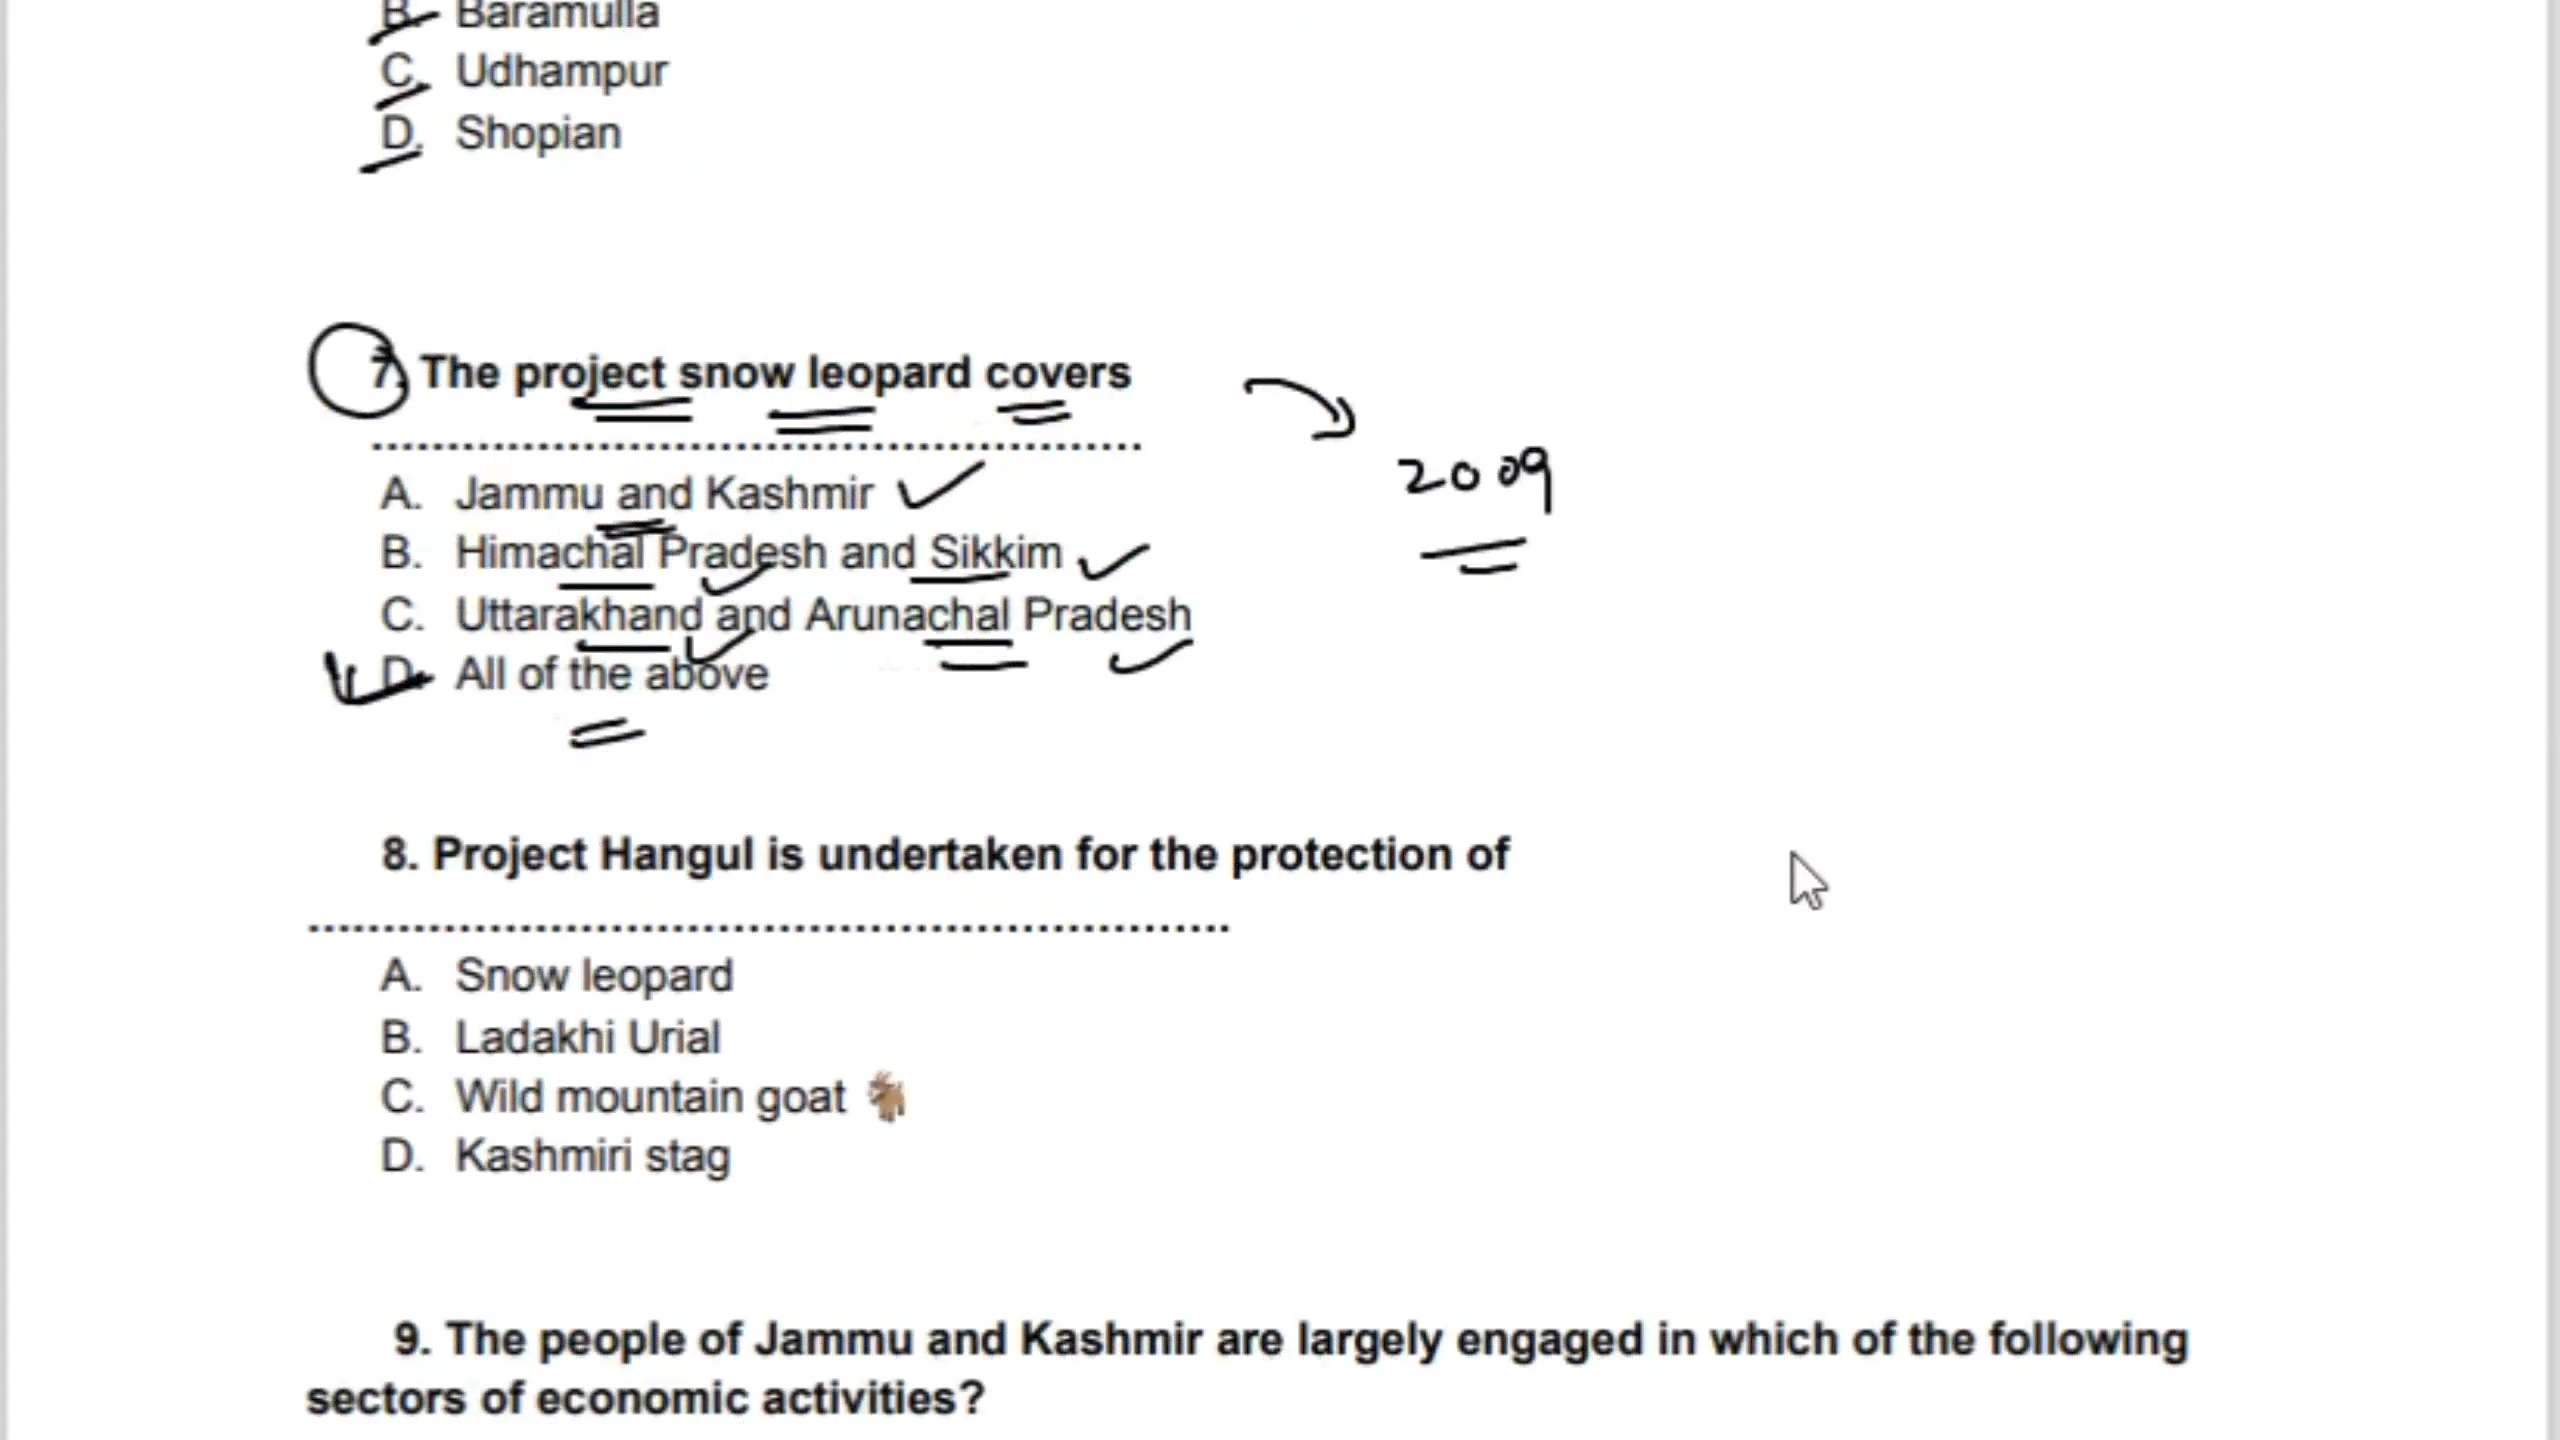 B. Baramulla
C. Udhampur
D. Shopian
7. The project snow leopard covers
................................................................
2009
A. Jammu and Kashmir
B. Himachal Pradesh and Sikkim
C. Uttarakhand and Arunachal Pradesh
D. All of the above
8. Project Hangul is undertaken for the protection of
..............................................................
A. Snow leopard
B. Ladakhi Urial
C. Wild mountain goat 🐐
D. Kashmiri stag
9. The people of Jammu and Kashmir are largely engaged in which of the following
sectors of economic activities?